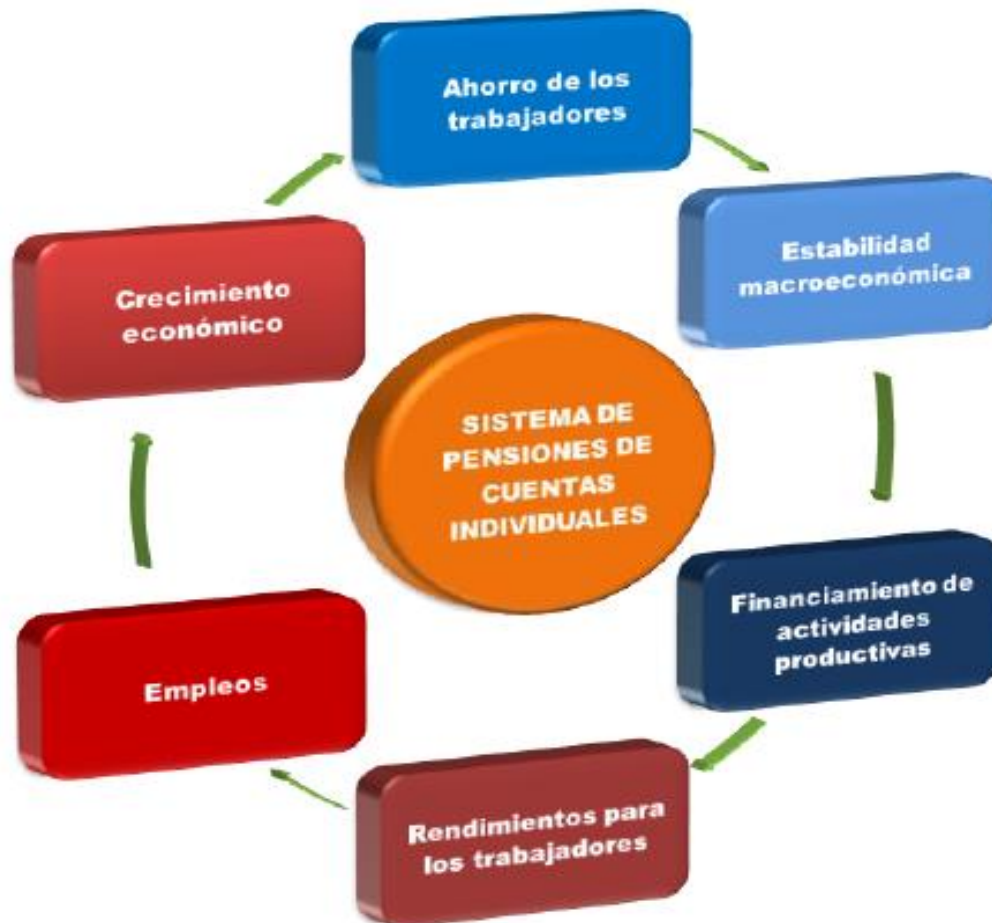 Ahorro de los
trabajadores
Estabilidad
macroeconómica
Financiamiento de
actividades
productivas
Rendimientos para
los trabajadores
Empleos
Crecimiento
económico
SISTEMA DE
PENSIONES DE
CUENTAS
INDIVIDUALES